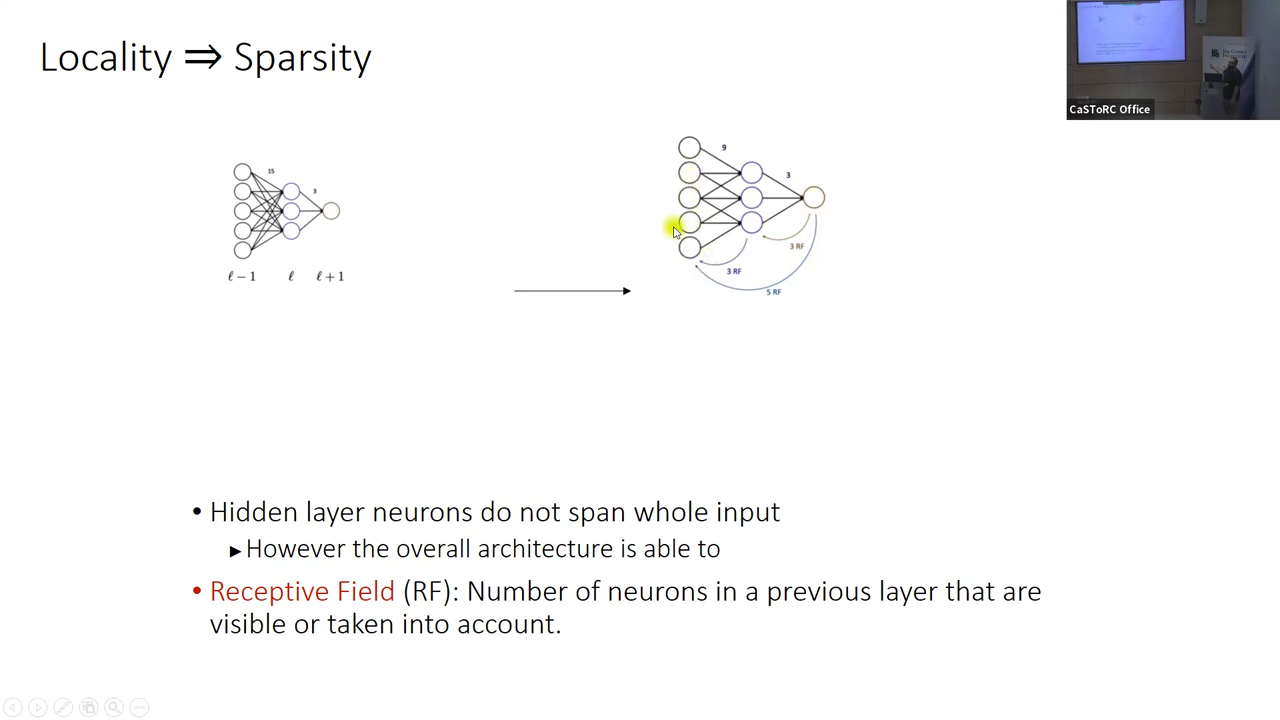 Locality ⇒ Sparsity
CaSToRC Office
15
3
ℓ − 1
ℓ
ℓ + 1
9
3
3 RF
3 RF
5 RF
• Hidden layer neurons do not span whole input
▶ However the overall architecture is able to
• Receptive Field (RF): Number of neurons in a previous layer that are
visible or taken into account.